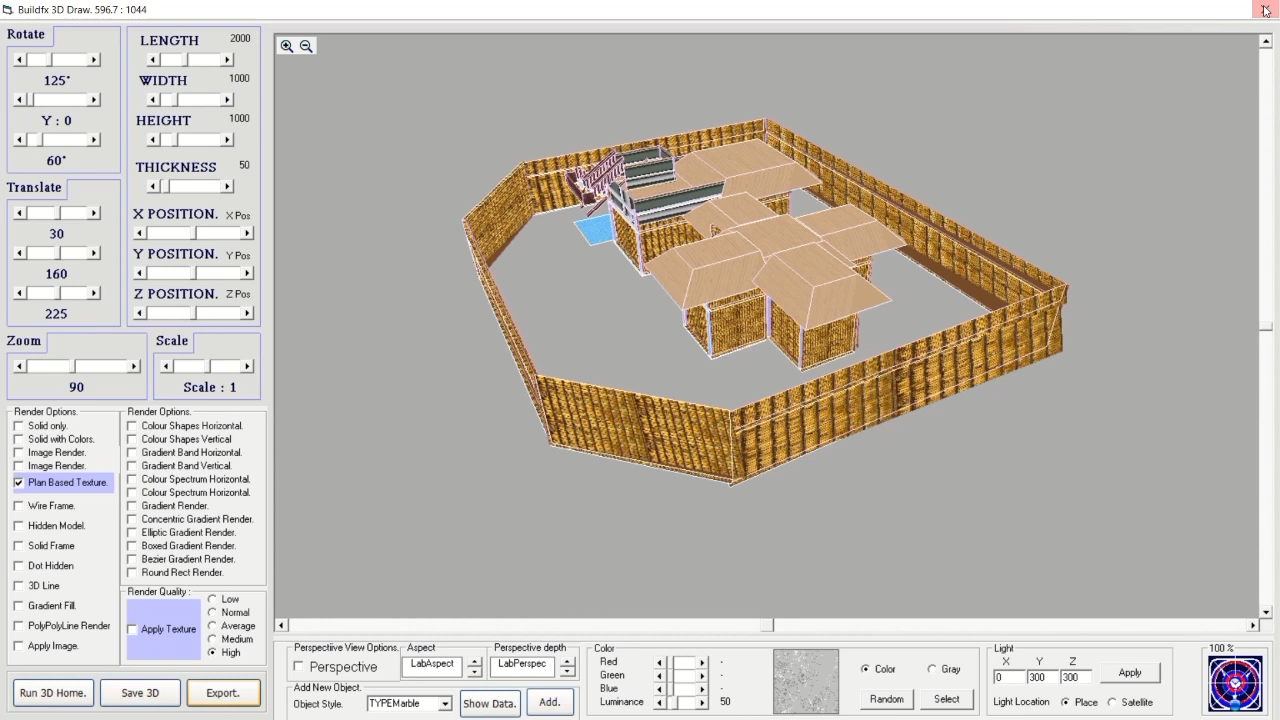 Buildfx 3D Draw. 596.7 : 1044
Rotate
125°
Y : 0
60°
Translate
30
160
225
LENGTH 2000
WIDTH 1000
HEIGHT 1000
THICKNESS 50
X POSITION. X Pos
Y POSITION. Y Pos
Z POSITION. Z Pos
Zoom
90
Scale
Scale : 1
Render Options.
Solid only.
Solid with Colors.
Image Render.
Image Render.
Plan Based Texture.
Wire Frame.
Hidden Model.
Solid Frame
Dot Hidden
3D Line
Gradient Fill.
PolyPolyLine Render
Apply Image.
Render Options.
Colour Shapes Horizontal.
Colour Shapes Vertical
Gradient Band Horizontal.
Gradient Band Vertical.
Colour Spectrum Horizontal.
Colour Spectrum Horizontal.
Gradient Render.
Concentric Gradient Render.
Elliptic Gradient Render.
Boxed Gradient Render.
Bezier Gradient Render.
Round Rect Render.
Render Quality :
Apply Texture
Low
Normal
Average
Medium
High
Run 3D Home.
Save 3D
Export.
Perspective View Options.
Perspective
Aspect
LabAspect
Perspective depth
LabPerspec
Add New Object.
Object Style.
TYPEMarble
Show Data.
Add.
Color
Red -
Green -
Blue -
Luminance 50
Color
Gray
Random
Select
Light
X Y Z
0 300 300
Apply
Light Location
Place
Satellite
100 %